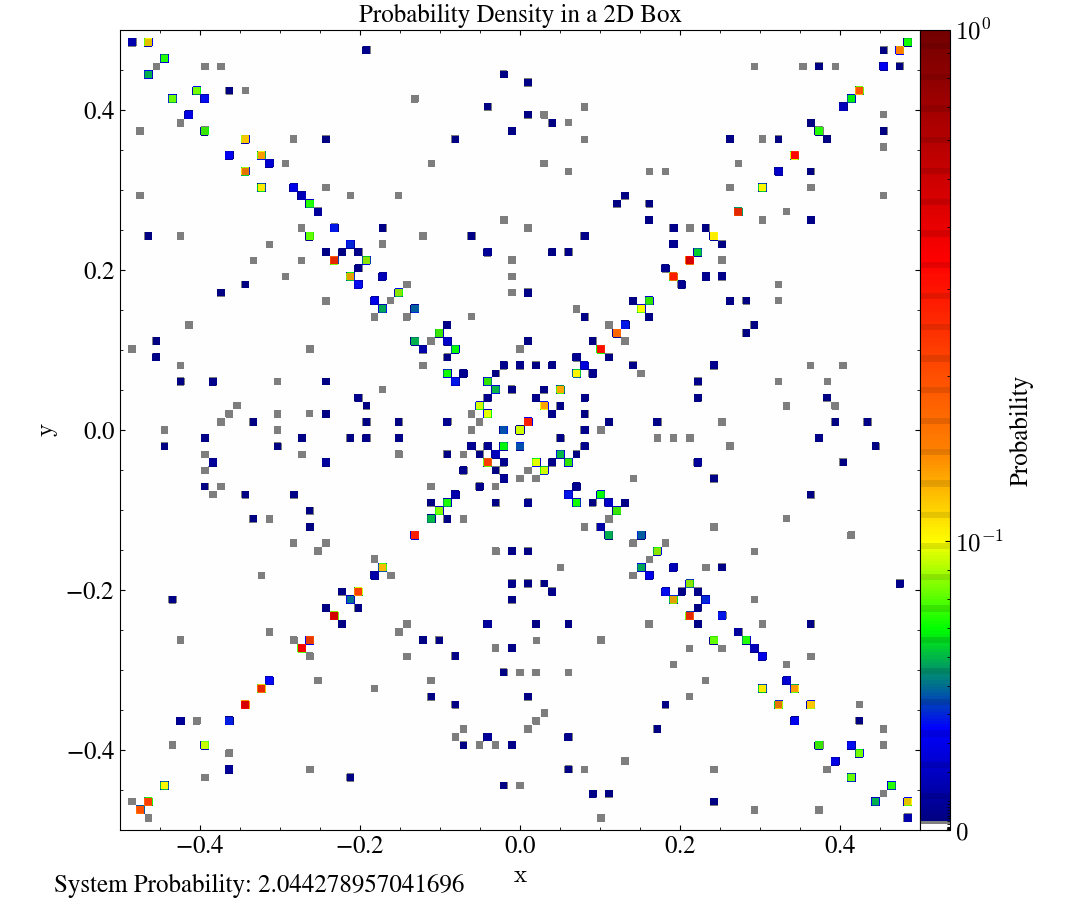 Probability Density in a 2D Box
10^0
0.4
0.2
y
0.0
Probability
10^−1
−0.2
−0.4
0
−0.4 −0.2 0.0 0.2 0.4
x
System Probability: 2.044278957041696